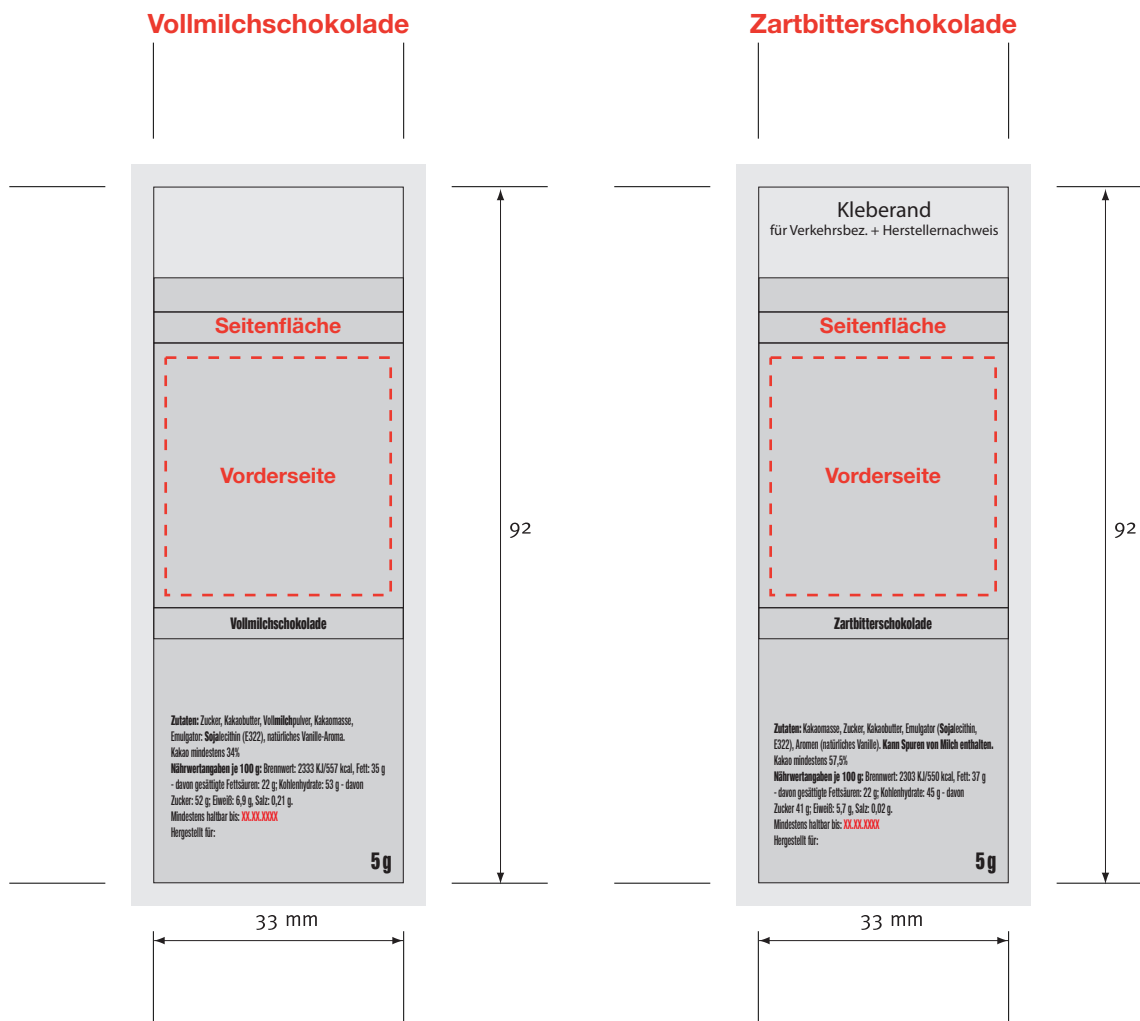 Vollmilchschokolade
Seitenfläche
Vorderseite
Vollmilchschokolade
Zutaten: Zucker, Kakaobutter, Vollmilchpulver, Kakaomasse,
Emulgator: Sojalecithin (E322), natürliches Vanille-Aroma.
Kakao mindestens 34%
Nährwertangaben je 100 g: Brennwert: 2333 KJ/557 kcal, Fett: 35 g
- davon gesättigte Fettsäuren: 22 g; Kohlenhydrate: 53 g - davon
Zucker: 52 g; Eiweiß: 6,9 g, Salz: 0,21 g.
Mindestens haltbar bis: XX.XX.XXXX
Hergestellt für:
5 g
92
33 mm
Zartbitterschokolade
Kleberand
für Verkehrsbez. + Herstellernachweis
Seitenfläche
Vorderseite
Zartbitterschokolade
Zutaten: Kakaomasse, Zucker, Kakaobutter, Emulgator (Sojalecithin,
E322), Aromen (natürliches Vanille). Kann Spuren von Milch enthalten.
Kakao mindestens 57,5%
Nährwertangaben je 100 g: Brennwert: 2303 KJ/550 kcal, Fett: 37 g
- davon gesättigte Fettsäuren: 22 g; Kohlenhydrate: 45 g - davon
Zucker 41 g; Eiweiß: 5,7 g, Salz: 0,02 g.
Mindestens haltbar bis: XX.XX.XXXX
Hergestellt für:
5 g
92
33 mm